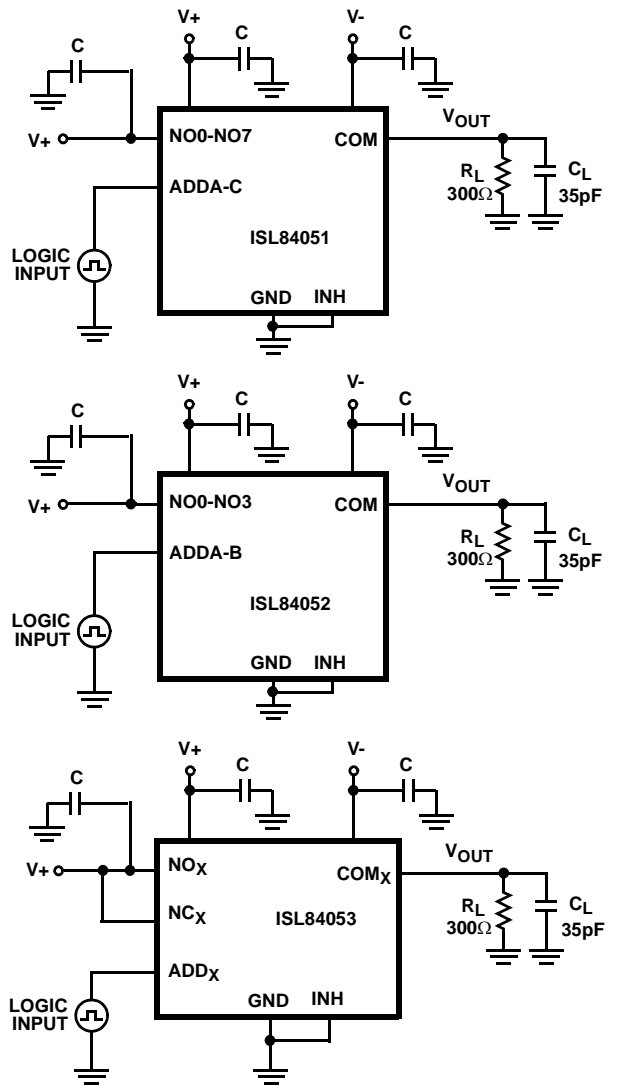 V+ C V- C
C
V+ NO0-NO7 COM VOUT
ADDA-C RL 300Ω CL 35pF
LOGIC INPUT ISL84051
GND INH
V+ C V- C
C
V+ NO0-NO3 COM VOUT
ADDA-B RL 300Ω CL 35pF
LOGIC INPUT ISL84052
GND INH
V+ C V- C
C
V+ NOX COMX VOUT
NCX ISL84053 RL 300Ω CL 35pF
ADDX
LOGIC INPUT
GND INH